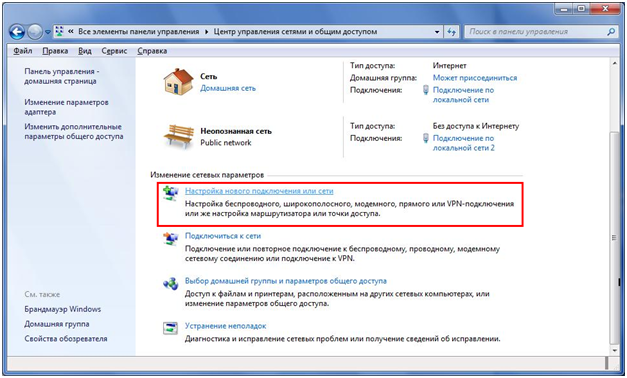 « Все элементы панели управления ▸ Центр управления сетями и общим доступом
Поиск в панели управления
Файл Правка Вид Сервис Справка
Панель управления -
домашняя страница
Изменение параметров
адаптера
Изменить дополнительные
параметры общего доступа
Сеть
Домашняя сеть
Тип доступа: Интернет
Домашняя группа: Может присоединиться
Подключения: Подключение по
локальной сети
Неопознанная сеть
Public network
Тип доступа: Без доступа к Интернету
Подключения: Подключение по
локальной сети 2
Изменение сетевых параметров
Настройка нового подключения или сети
Настройка беспроводного, широкополосного, модемного, прямого или VPN-подключения
или же настройка маршрутизатора или точки доступа.
Подключиться к сети
Подключение или повторное подключение к беспроводному, проводному, модемному
сетевому соединению или подключение к VPN.
Выбор домашней группы и параметров общего доступа
Доступ к файлам и принтерам, расположенным на других сетевых компьютерах, или
изменение параметров общего доступа.
Устранение неполадок
Диагностика и исправление сетевых проблем или получение сведений об исправлении.
См. также
Брандмауэр Windows
Домашняя группа
Свойства обозревателя